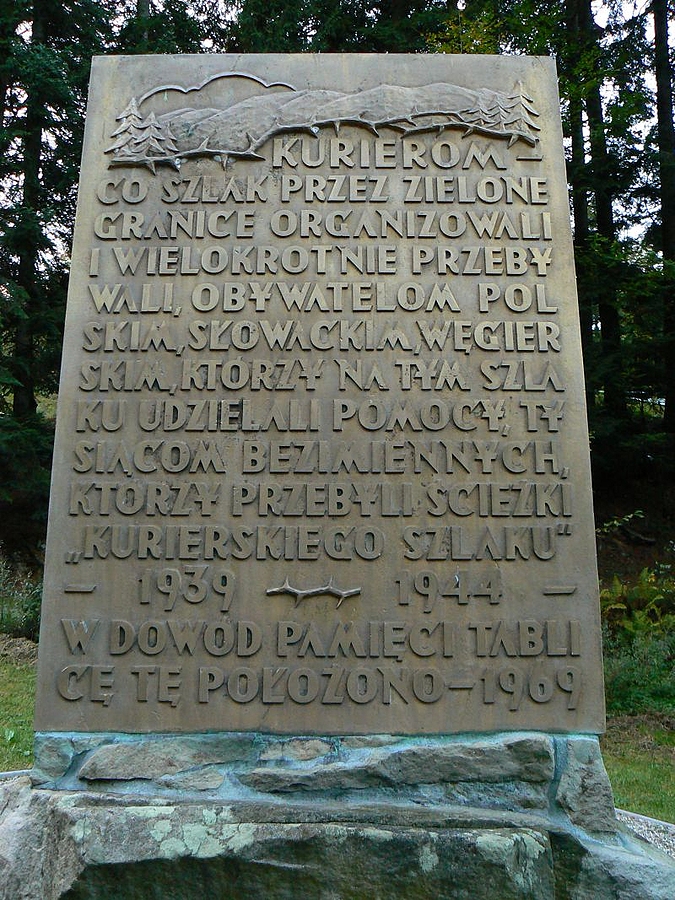 KURIEROM —
CO SZLAK PRZEZ ZIELONE
GRANICE ORGANIZOWALI
I WIELOKROTNIE PRZEBY
WALI, OBYWATELOM POL
SKIM, SŁOWACKIM, WĘGIER
SKIM, KTÓRZY NA TYM SZLA
KU UDZIELALI POMOCY, TY
SIĄCOM BEZIMIENNYCH,
KTÓRZY PRZEBYLI ŚCIEŻKI
„KURIERSKIEGO SZLAKU"
— 1939 1944 —
W DOWÓD PAMIĘCI TABLI
CĘ TĘ POŁOŻONO — 1969